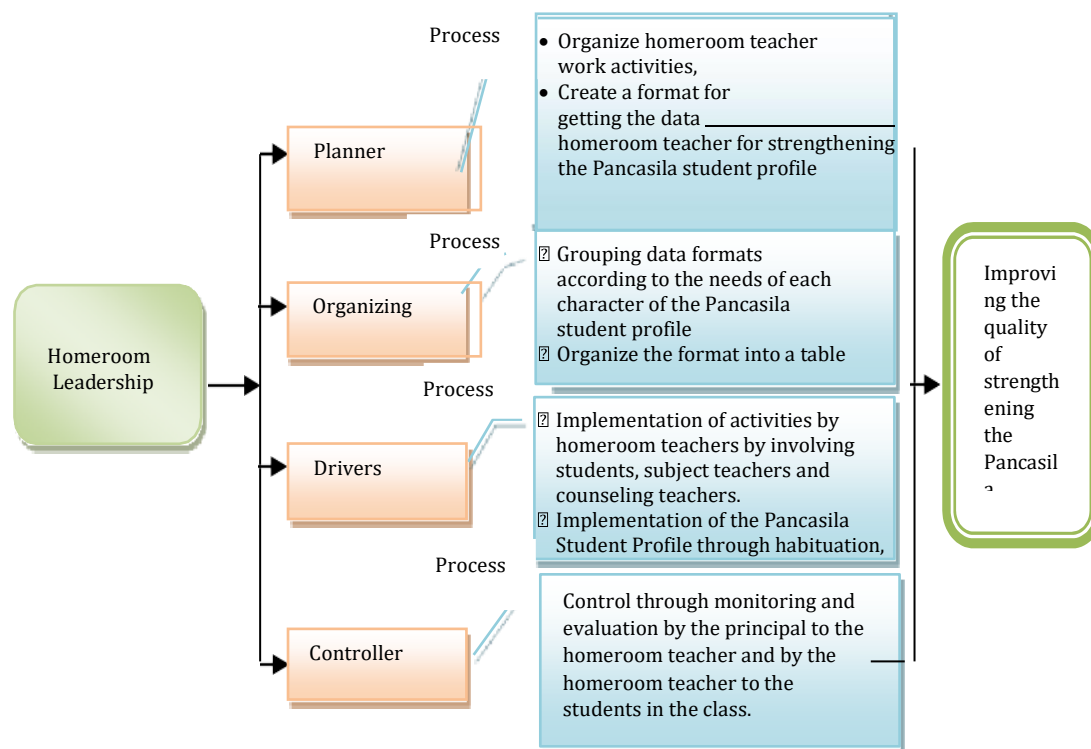 Homeroom
Leadership
Process
Planner
• Organize homeroom teacher
work activities,
• Create a format for
getting the data
homeroom teacher for strengthening
the Pancasila student profile
Process
Organizing
⍰ Grouping data formats
according to the needs of each
character of the Pancasila
student profile
⍰ Organize the format into a table
Process
Drivers
⍰ Implementation of activities by
homeroom teachers by involving
students, subject teachers and
counseling teachers.
⍰ Implementation of the Pancasila
Student Profile through habituation,
Process
Controller
Control through monitoring and
evaluation by the principal to the
homeroom teacher and by the
homeroom teacher to the
students in the class.
Improvi
ng the
quality
of
strength
ening
the
Pancasil
a